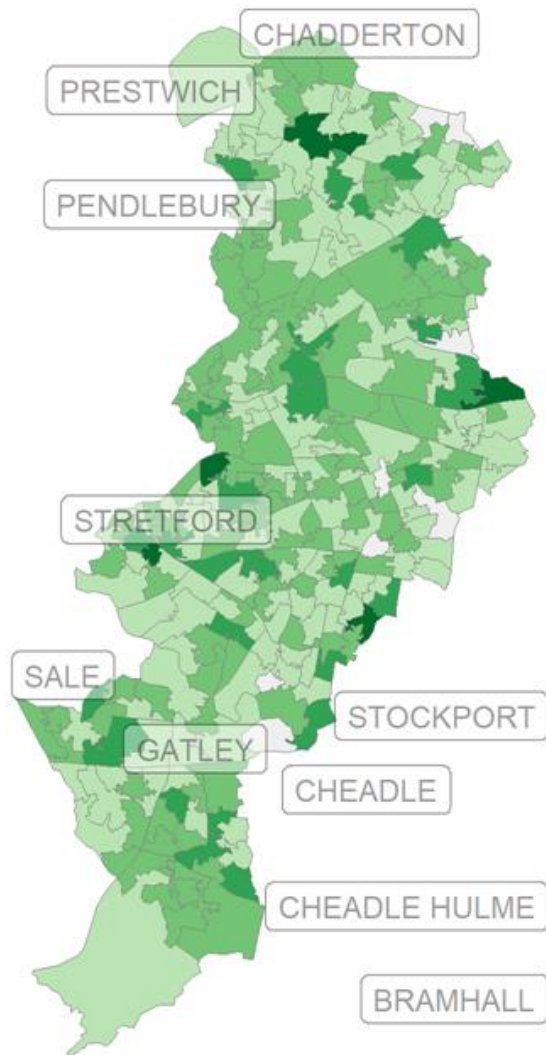 CHADDERTON
PRESTWICH
PENDLEBURY
STRETFORD
SALE
STOCKPORT
GATLEY
CHEADLE
CHEADLE HULME
BRAMHALL